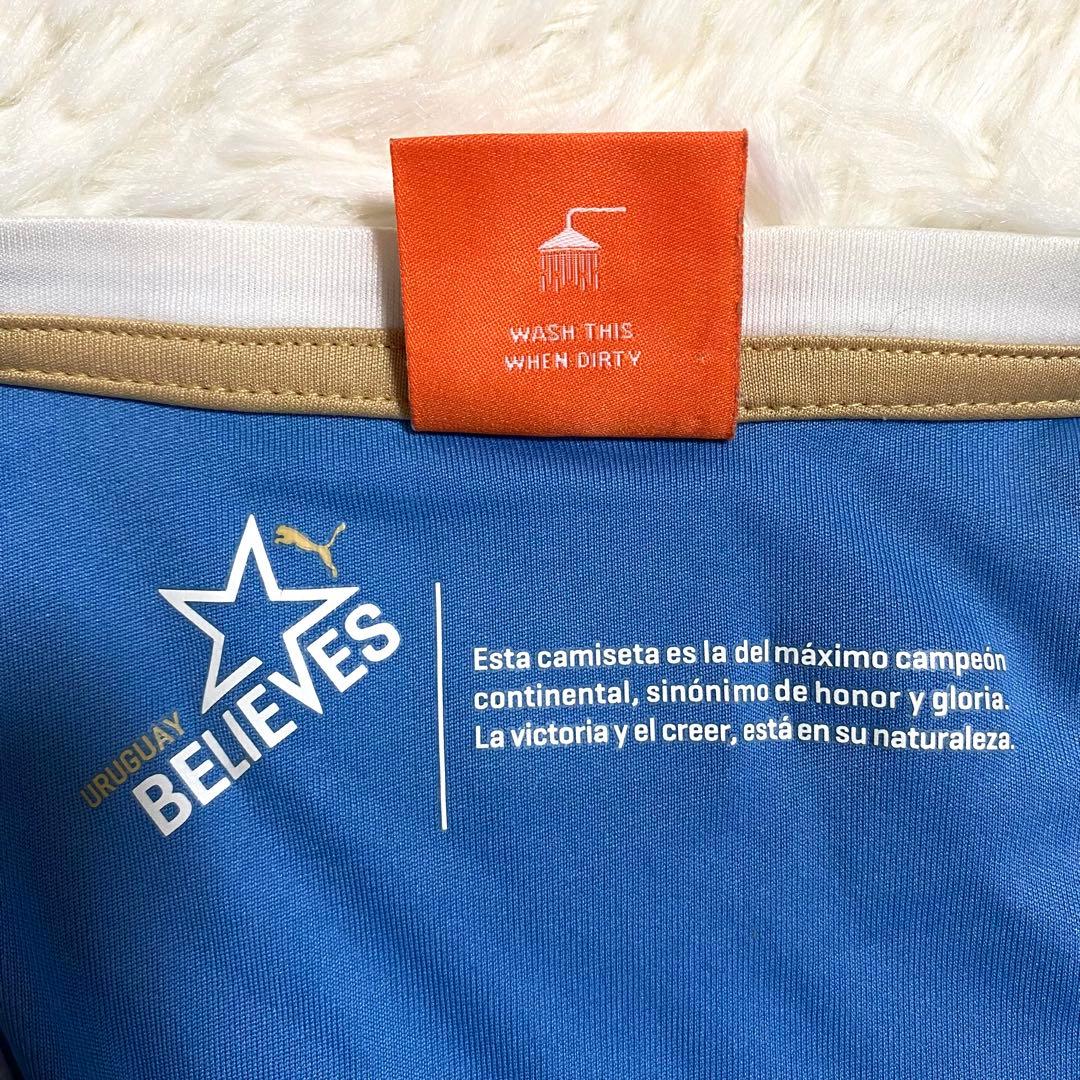 WASH THIS
WHEN DIRTY
URUGUAY
BELIEVES
Esta camiseta es la del máximo campeón
continental, sinónimo de honor y gloria.
La victoria y el creer, está en su naturaleza.